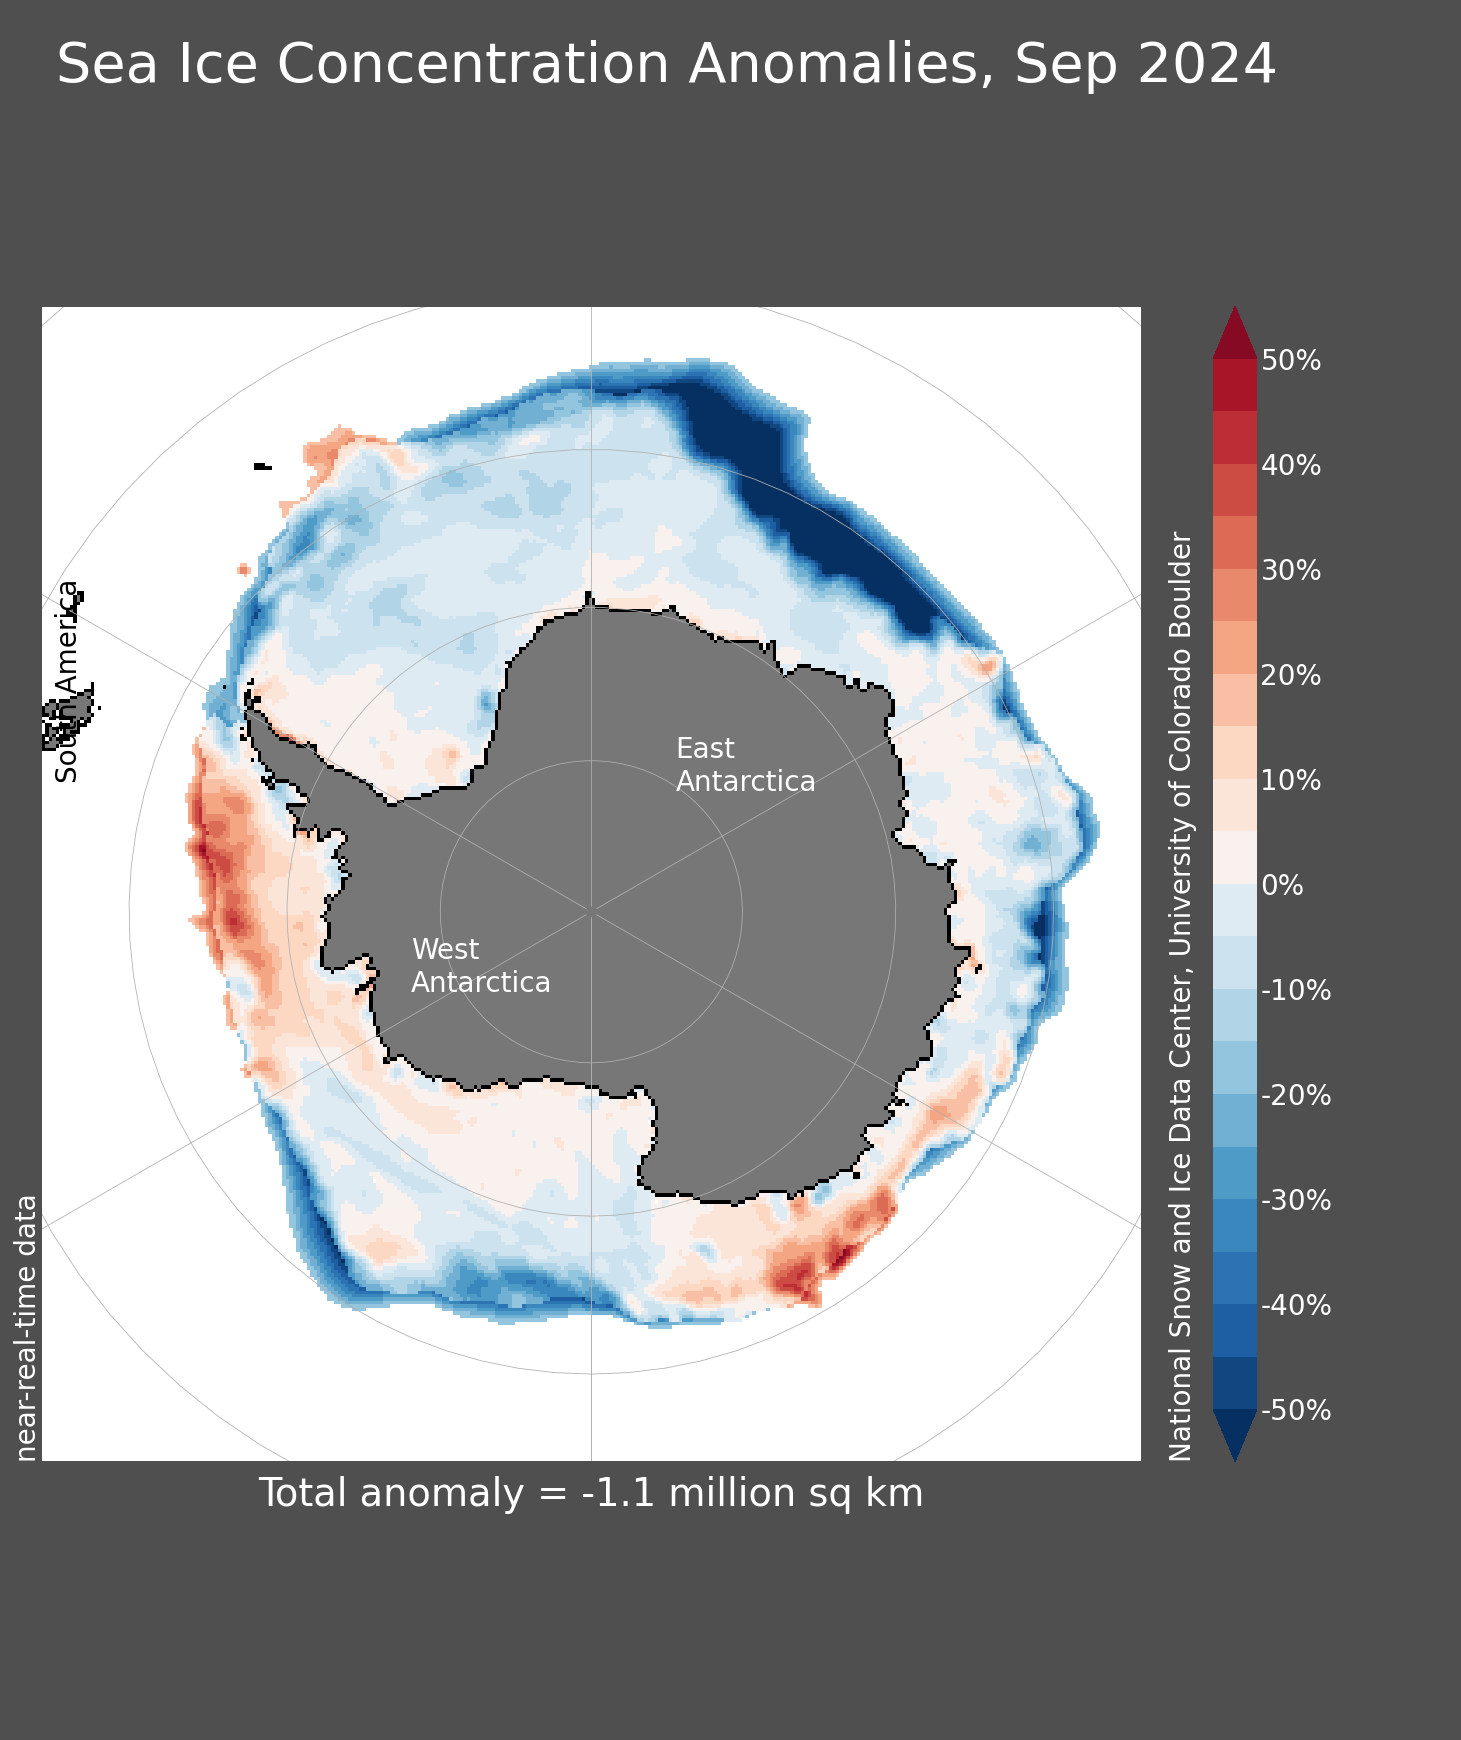 Sea Ice Concentration Anomalies, Sep 2024
South America
East
Antarctica
West
Antarctica
near-real-time data
National Snow and Ice Data Center, University of Colorado Boulder
50%
40%
30%
20%
10%
0%
-10%
-20%
-30%
-40%
-50%
Total anomaly = -1.1 million sq km